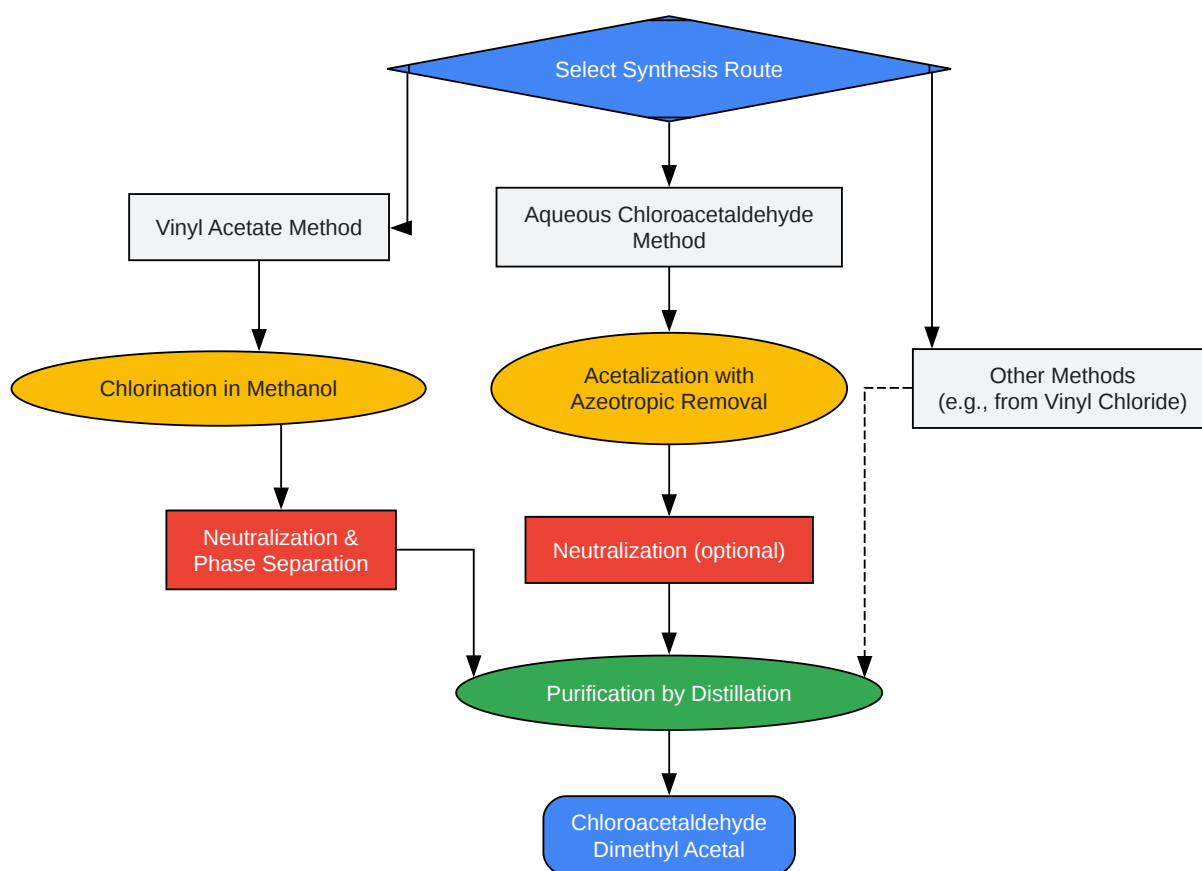 Select Synthesis Route
Vinyl Acetate Method
Aqueous Chloroacetaldehyde
Method
Chlorination in Methanol
Acetalization with
Azeotropic Removal
Other Methods
(e.g., from Vinyl Chloride)
Neutralization &
Phase Separation
Neutralization (optional)
Purification by Distillation
Chloroacetaldehyde
Dimethyl Acetal